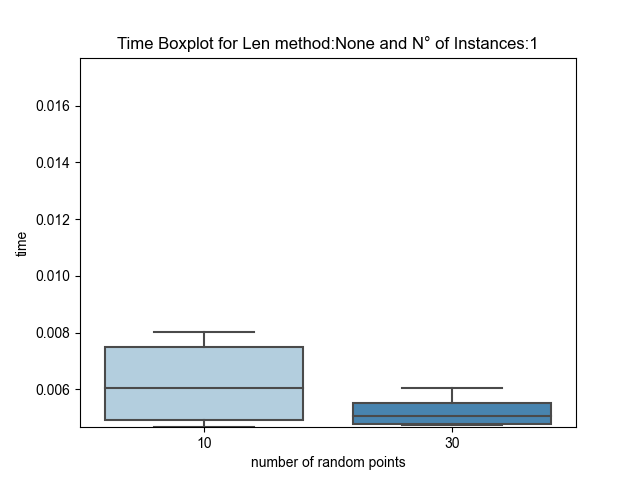 Time Boxplot for Len method:None and N° of Instances:1
0.016
0.014
0.012
0.010
0.008
0.006
time
10
30
number of random points